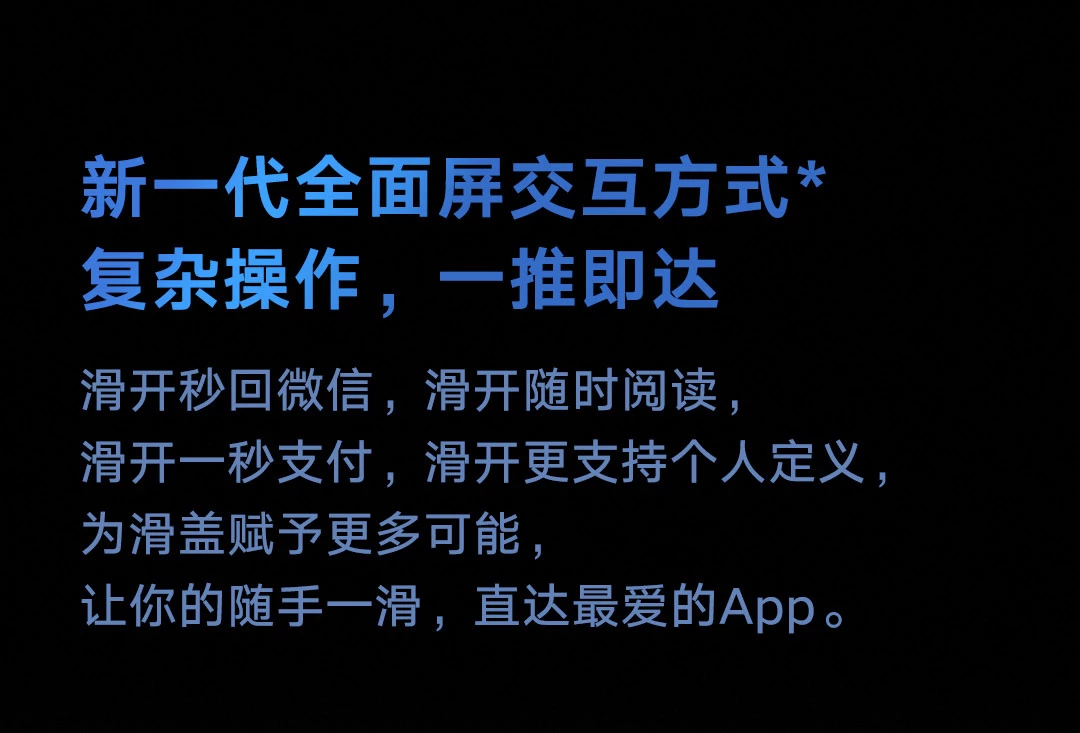 新一代全面屏交互方式*
复杂操作，一推即达
滑开秒回微信，滑开随时阅读，
滑开一秒支付，滑开更支持个人定义，
为滑盖赋予更多可能，
让你的随手一滑，直达最爱的App。